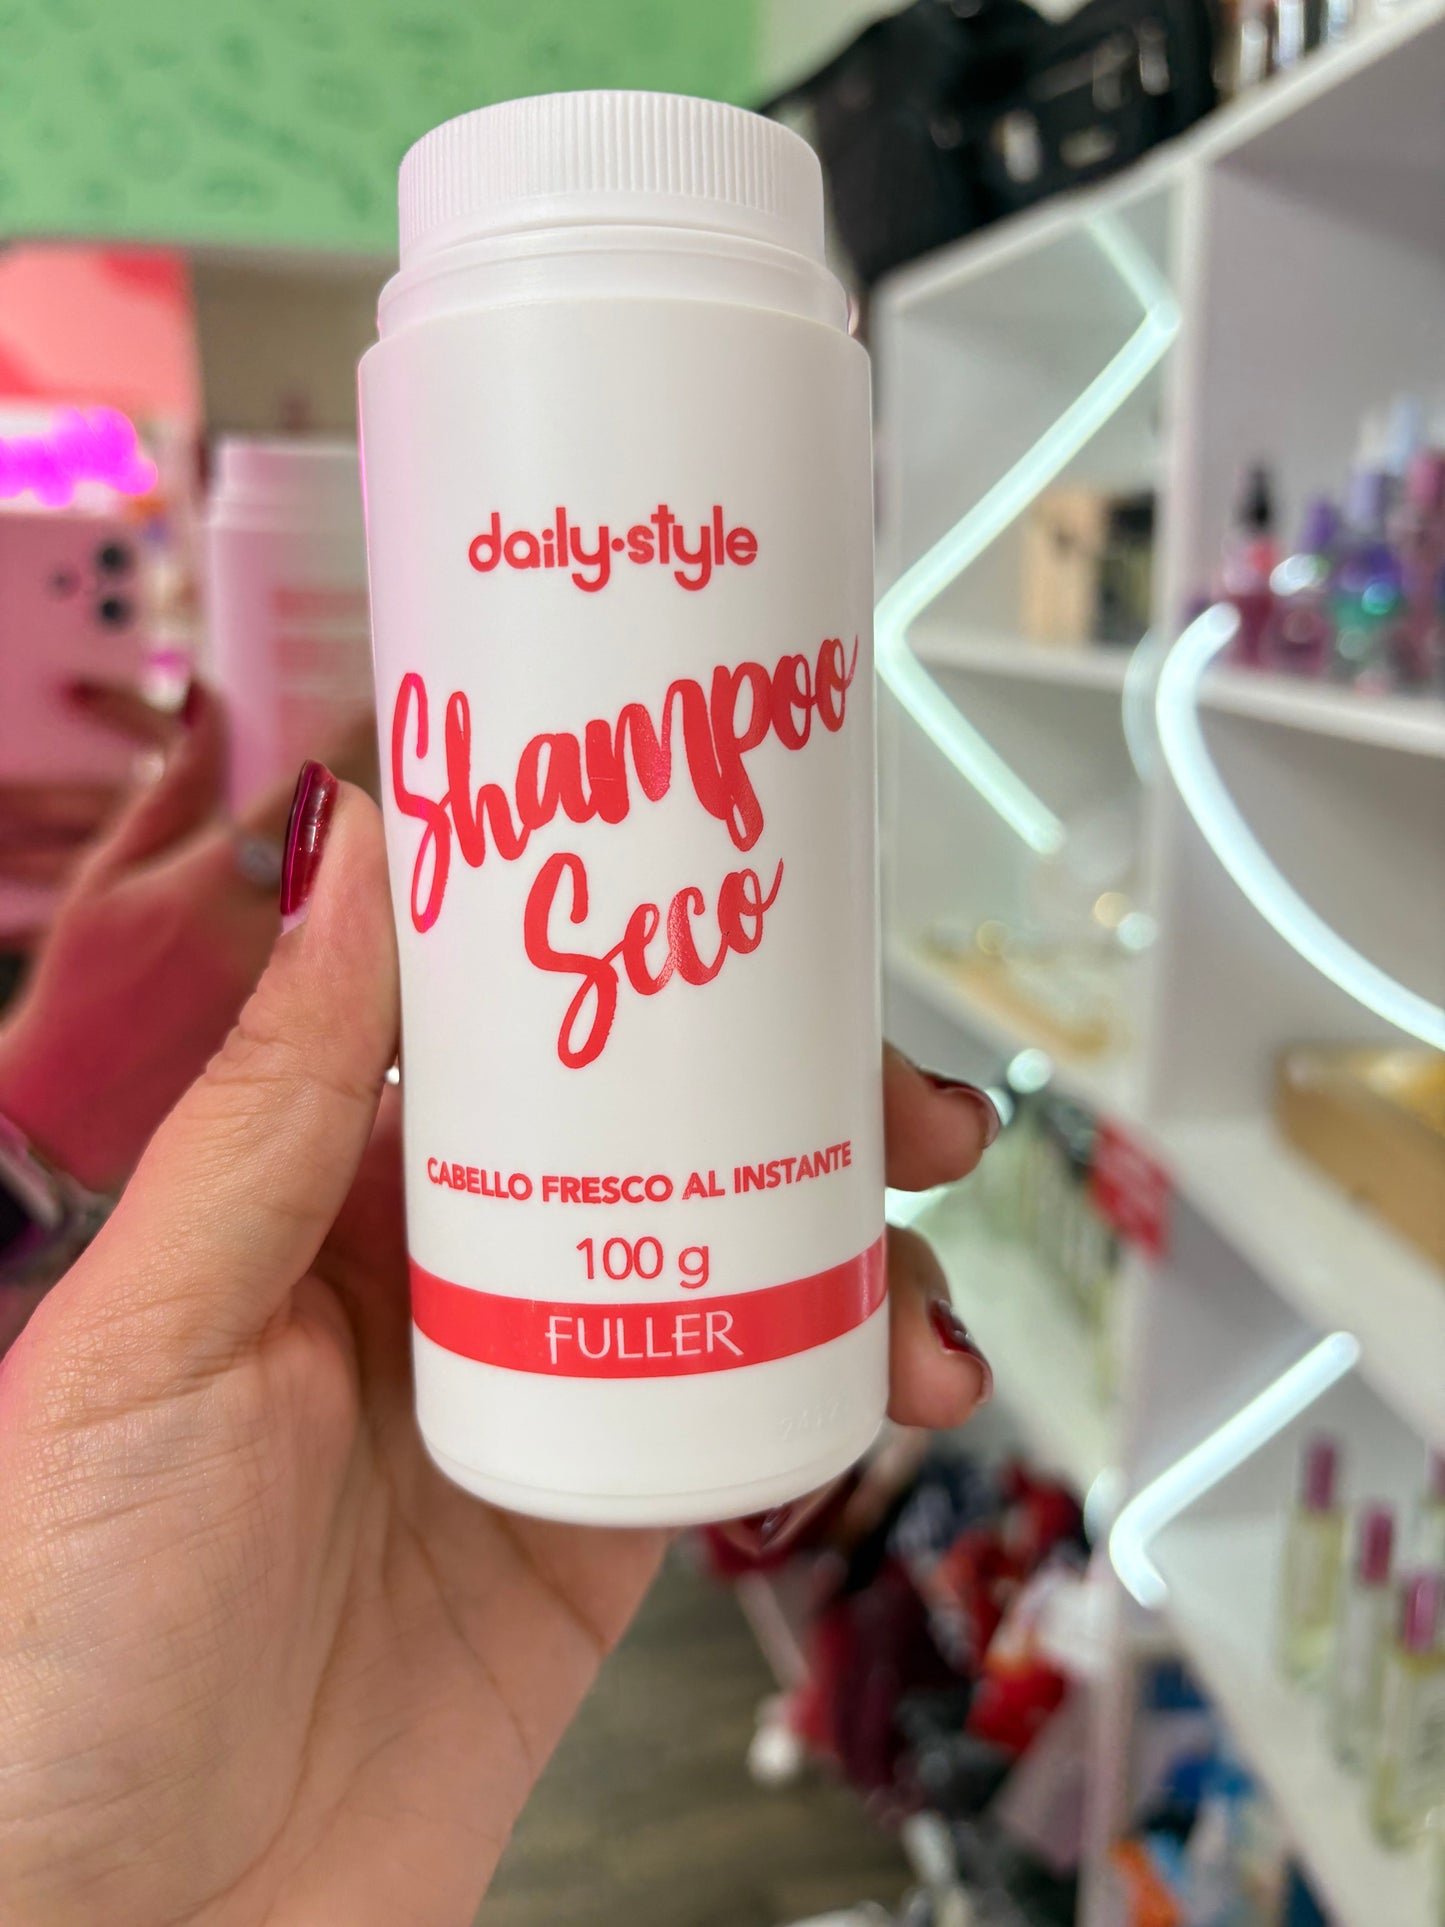 daily·style
Shampoo
Seco
CABELLO FRESCO AL INSTANTE
100 g
FULLER